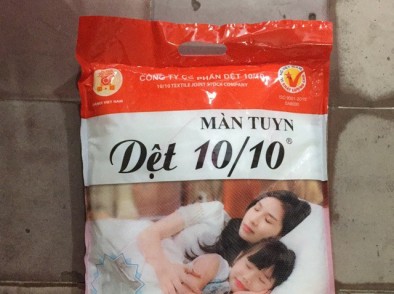 CÔNG TY CỔ PHẦN DỆT 10/10
10/10 TEXTILE JOINT STOCK COMPANY
MÀN TUYN
Dệt 10/10®